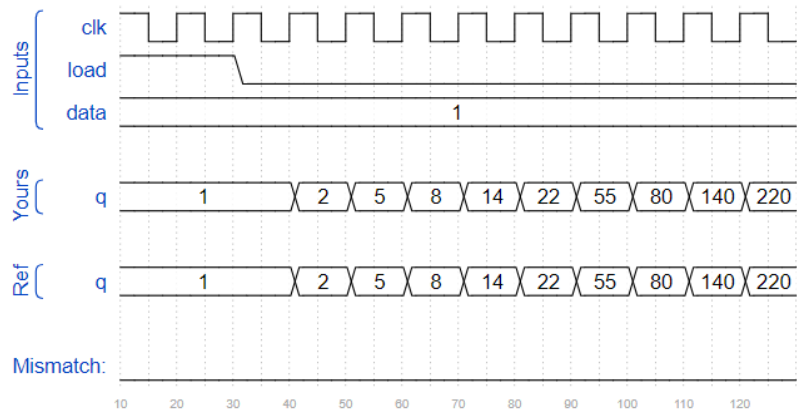 Inputs
clk
load
data 1
Yours
q 1 2 5 8 14 22 55 80 140 220
Ref
q 1 2 5 8 14 22 55 80 140 220
Mismatch:
10 20 30 40 50 60 70 80 90 100 110 120